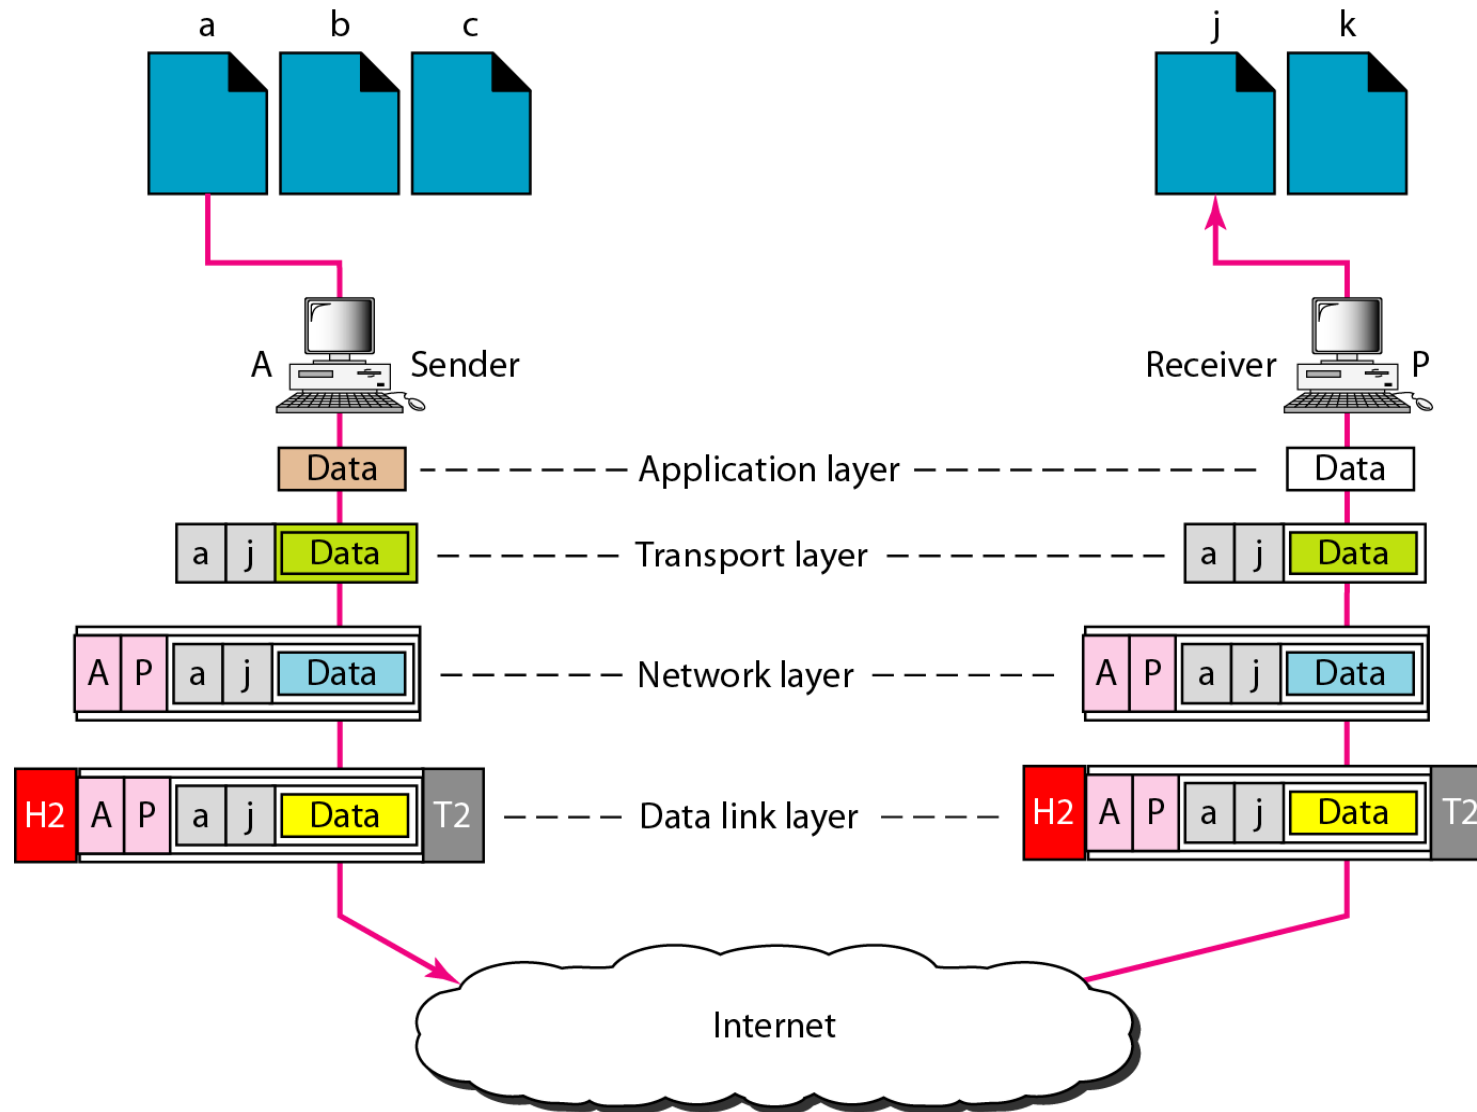 a b c j k
A Sender Receiver P
Data Application layer Data
a j Data Transport layer a j Data
A P a j Data Network layer A P a j Data
H2 A P a j Data T2 Data link layer H2 A P a j Data T2
Internet